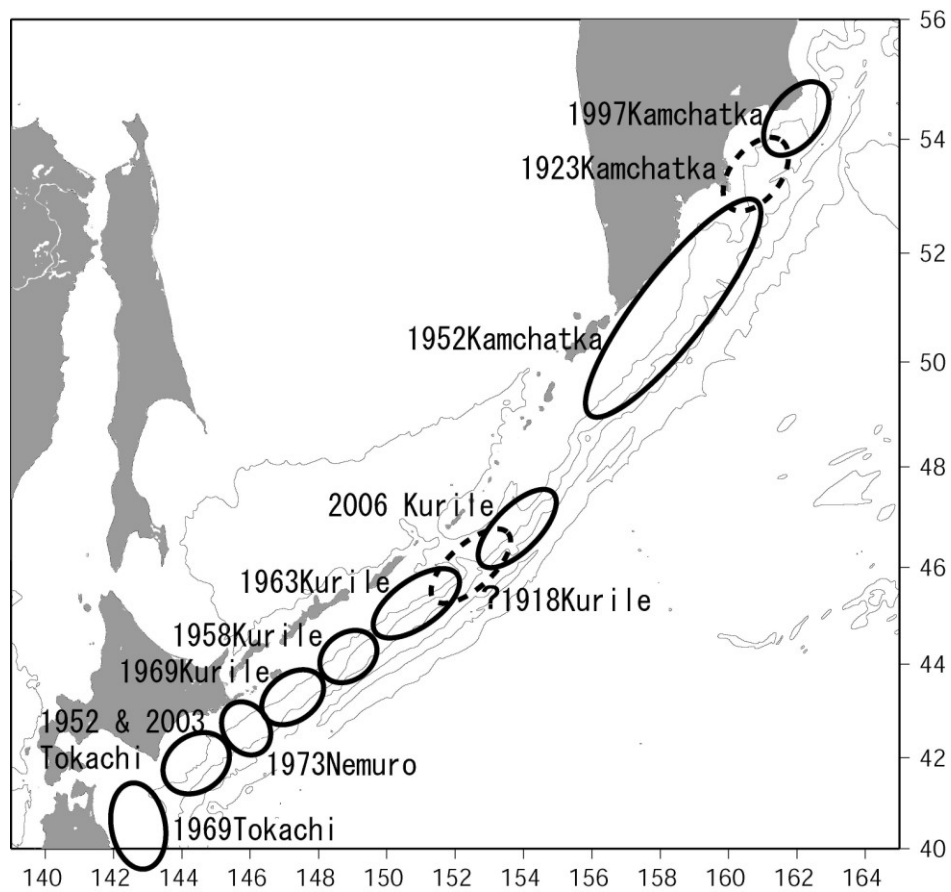 56
1997Kamchatka
54
1923Kamchatka
52
1952Kamchatka
50
48
2006 Kurile
46
1963Kurile
?1918Kurile
1958Kurile
44
1969Kurile
1952 & 2003
Tokachi
42
1973Nemuro
1969Tokachi
40
140 142 144 146 148 150 152 154 156 158 160 162 164